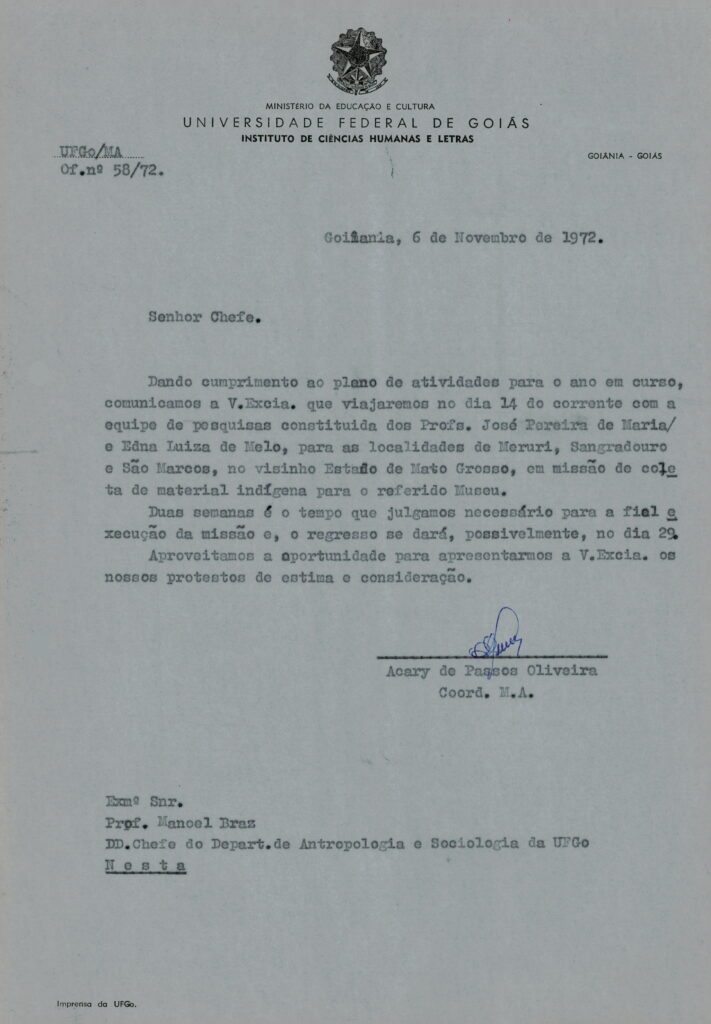 MINISTÉRIO DA EDUCAÇÃO E CULTURA
UNIVERSIDADE FEDERAL DE GOIÁS
INSTITUTO DE CIÊNCIAS HUMANAS E LETRAS
UFGo/MA
GOIÂNIA - GOIÁS
Of.nº 58/72.
Goiânia, 6 de Novembro de 1972.
Senhor Chefe.
Dando cumprimento ao plano de atividades para o ano em curso,
comunicamos a V.Excia. que viajaremos no dia 14 do corrente com a
equipe de pesquisas constituida dos Profs. José Pereira de Maria/
e Edna Luiza de Melo, para as localidades de Meruri, Sangradouro
e São Marcos, no visinho Estado de Mato Grosso, em missão de cole
ta de material indígena para o referido Museu.
Duas semanas é o tempo que julgamos necessário para a fiel e
xecução da missão e, o regresso se dará, possivelmente, no dia 29.
Aproveitamos a oportunidade para apresentarmos a V.Excia. os
nossos protestos de estima e consideração.
Acary de Passos Oliveira
Coord. M.A.
Exmº Snr.
Prof. Manoel Braz
DD.Chefe do Depart.de Antropologia e Sociologia da UFGo
N e s t a
Imprensa da UFGo.